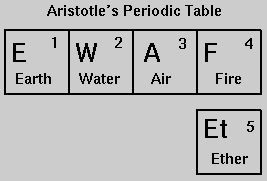 Aristotle's Periodic Table
E 1 W 2 A 3 F 4
Earth Water Air Fire
Et 5
Ether